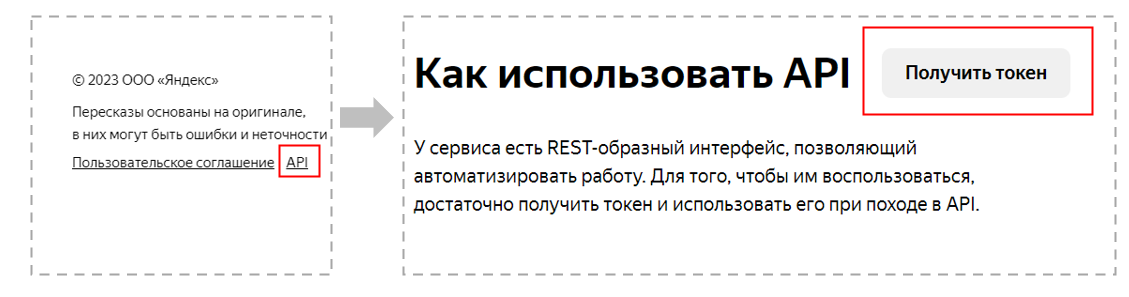 © 2023 ООО «Яндекс»
Пересказы основаны на оригинале,
в них могут быть ошибки и неточности
Пользовательское соглашение API
Как использовать API
Получить токен
У сервиса есть REST-образный интерфейс, позволяющий
автоматизировать работу. Для того, чтобы им воспользоваться,
достаточно получить токен и использовать его при походе в API.